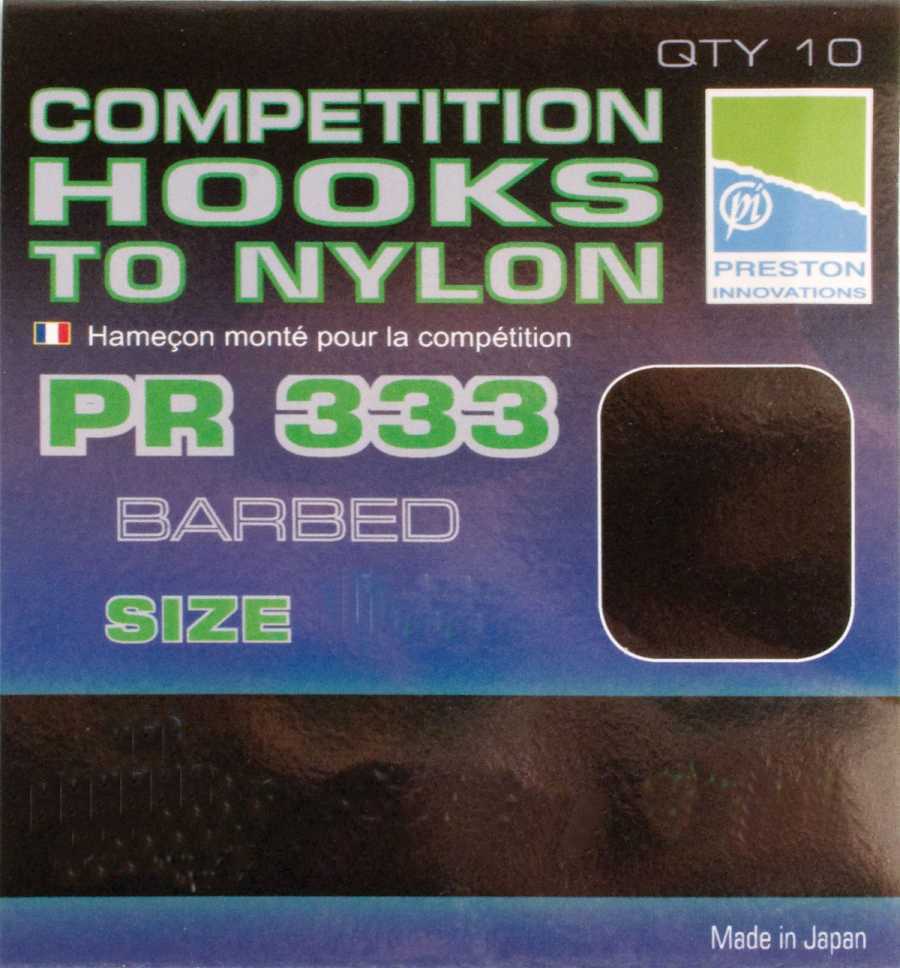 QTY 10
COMPETITION
HOOKS
TO NYLON
pi
PRESTON
INNOVATIONS
Hameçon monté pour la compétition
PR 333
BARBED
SIZE
Made in Japan